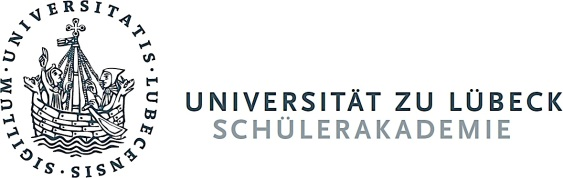 SIGILLUM · UNIVERSITATIS · LUBECENSIS ·
UNIVERSITÄT ZU LÜBECK
SCHÜLERAKADEMIE